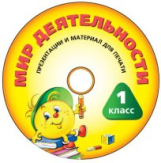 МИР ДЕЯТЕЛЬНОСТИ
ПРЕЗЕНТАЦИИ И МАТЕРИАЛ ДЛЯ ПЕЧАТИ
1
класс